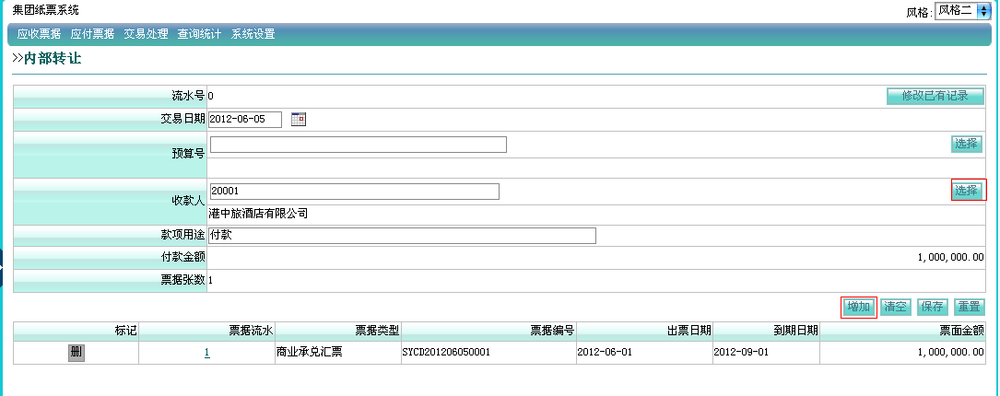 集团纸票系统
风格: 风格二
应收票据 应付票据 交易处理 查询统计 系统设置
>>内部转让
流水号 0 修改已有记录
交易日期 2012-06-05
预算号 选择
收款人 20001 选择
港中旅酒店有限公司
款项用途 付款
付款金额 1,000,000.00
票据张数 1
增加 清空 保存 重置
标记 票据流水 票据类型 票据编号 出票日期 到期日期 票面金额
删 1 商业承兑汇票 SYCD201206050001 2012-06-01 2012-09-01 1,000,000.00